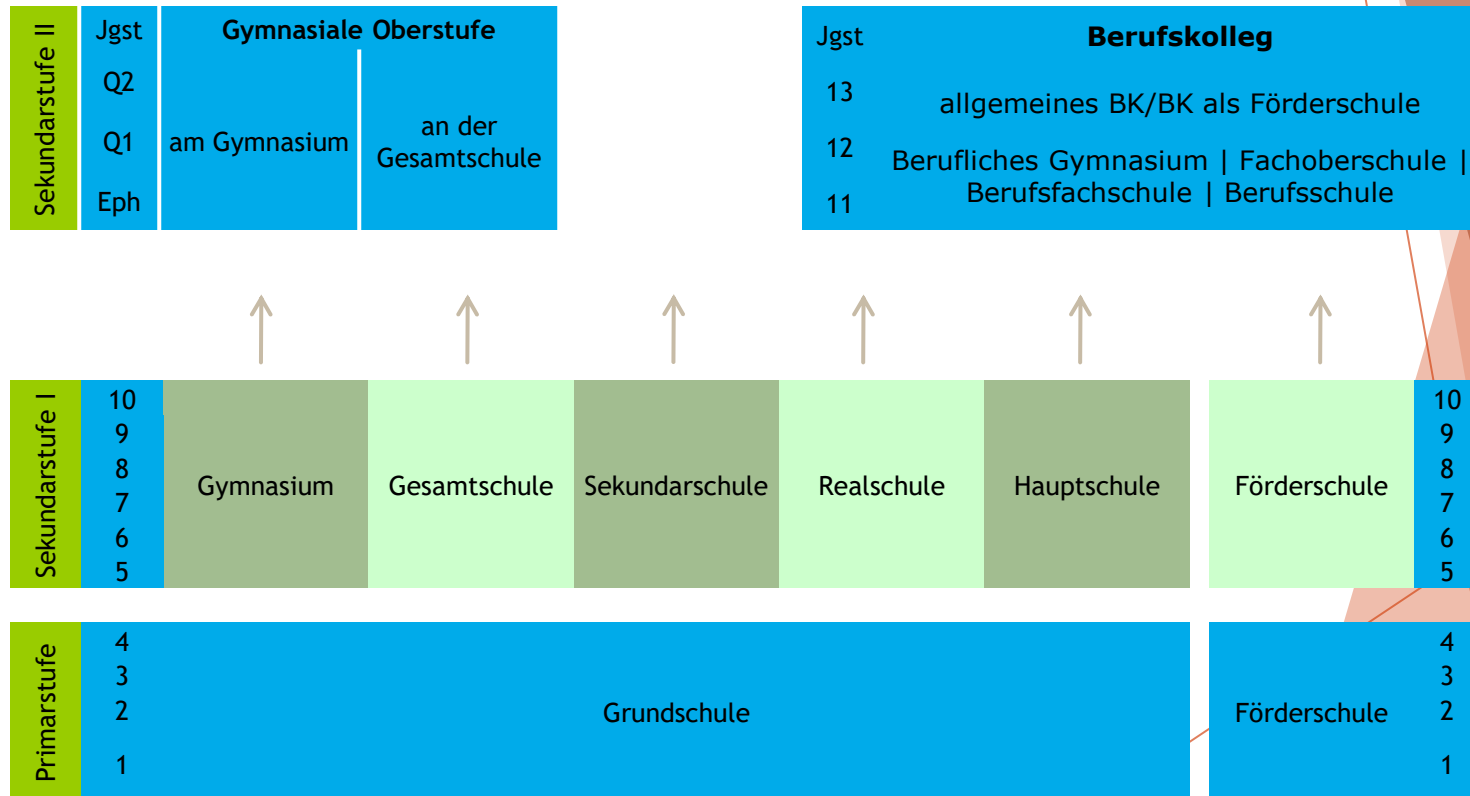 Sekundarstufe II
Jgst
Q2
Q1
Eph
Gymnasiale Oberstufe
am Gymnasium
an der
Gesamtschule
Jgst
13
12
11
Berufskolleg
allgemeines BK/BK als Förderschule
Berufliches Gymnasium | Fachoberschule |
Berufsfachschule | Berufsschule
Sekundarstufe I
10
9
8
7
6
5
Gymnasium
Gesamtschule
Sekundarschule
Realschule
Hauptschule
Förderschule
10
9
8
7
6
5
Primarstufe
4
3
2
1
Grundschule
Förderschule
4
3
2
1